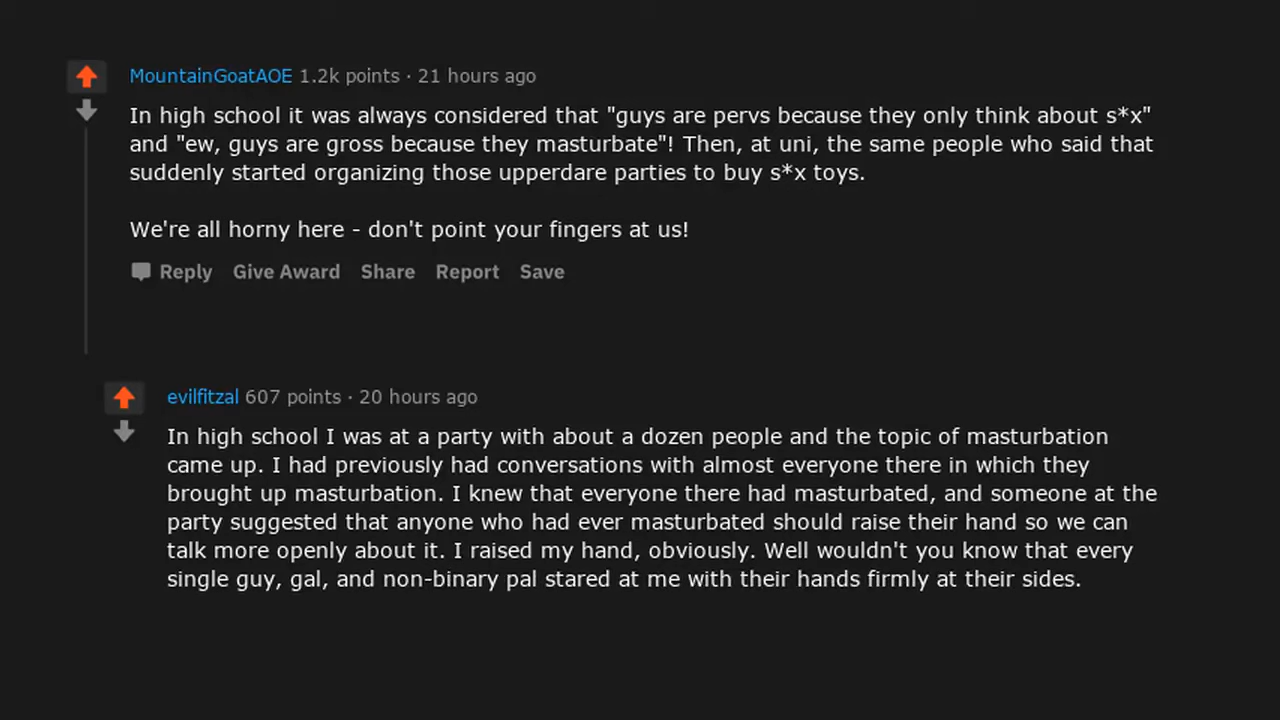 MountainGoatAOE 1.2k points · 21 hours ago
In high school it was always considered that "guys are pervs because they only think about s*x"
and "ew, guys are gross because they masturbate"! Then, at uni, the same people who said that
suddenly started organizing those upperdare parties to buy s*x toys.
We're all horny here - don't point your fingers at us!
Reply Give Award Share Report Save
evilfitzal 607 points · 20 hours ago
In high school I was at a party with about a dozen people and the topic of masturbation
came up. I had previously had conversations with almost everyone there in which they
brought up masturbation. I knew that everyone there had masturbated, and someone at the
party suggested that anyone who had ever masturbated should raise their hand so we can
talk more openly about it. I raised my hand, obviously. Well wouldn't you know that every
single guy, gal, and non-binary pal stared at me with their hands firmly at their sides.